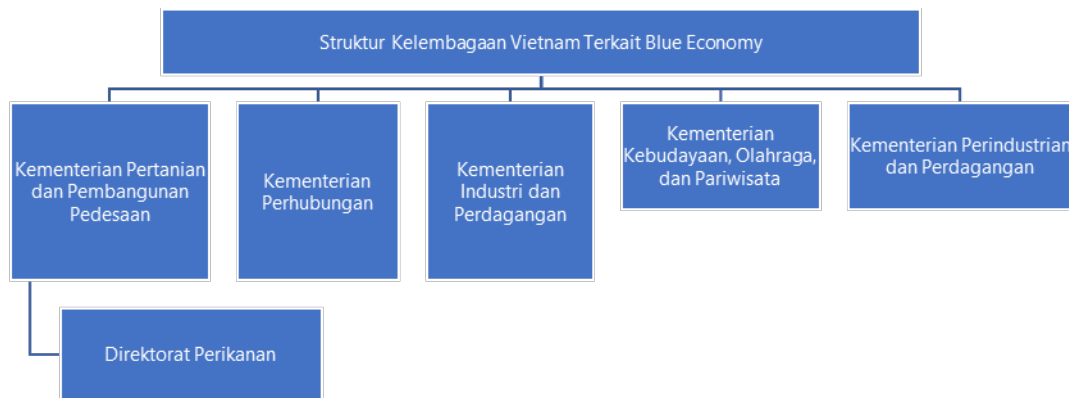 Struktur Kelembagaan Vietnam Terkait Blue Economy
Kementerian Pertanian
dan Pembangunan
Pedesaan
Kementerian
Perhubungan
Kementerian
Industri dan
Perdagangan
Kementerian
Kebudayaan, Olahraga,
dan Pariwisata
Kementerian Perindustrian
dan Perdagangan
Direktorat Perikanan